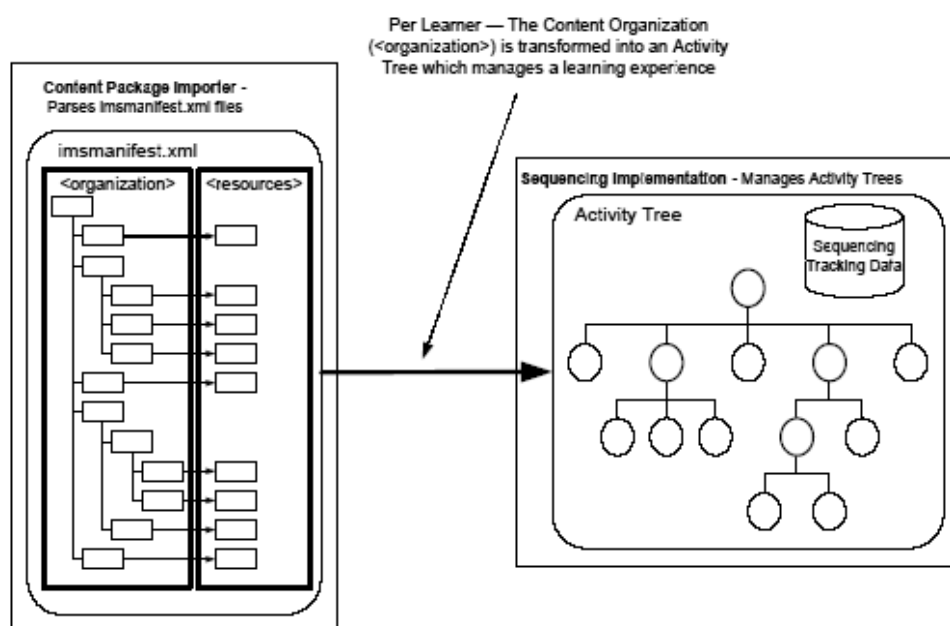 Per Learner — The Content Organization
(<organization>) is transformed into an Activity
Tree which manages a learning experience
Content Package Importer -
Parses imsmanifest.xml files
imsmanifest.xml
<organization>
<resources>
Sequencing Implementation - Manages Activity Trees
Activity Tree
Sequencing
Tracking Data